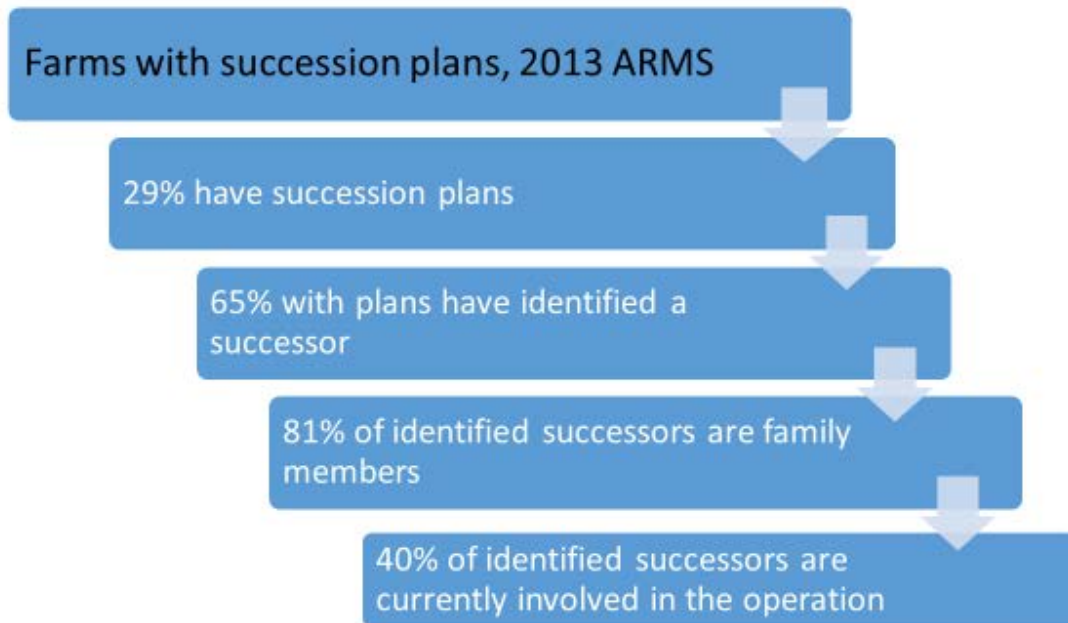 Farms with succession plans, 2013 ARMS
29% have succession plans
65% with plans have identified a
successor
81% of identified successors are family
members
40% of identified successors are
currently involved in the operation